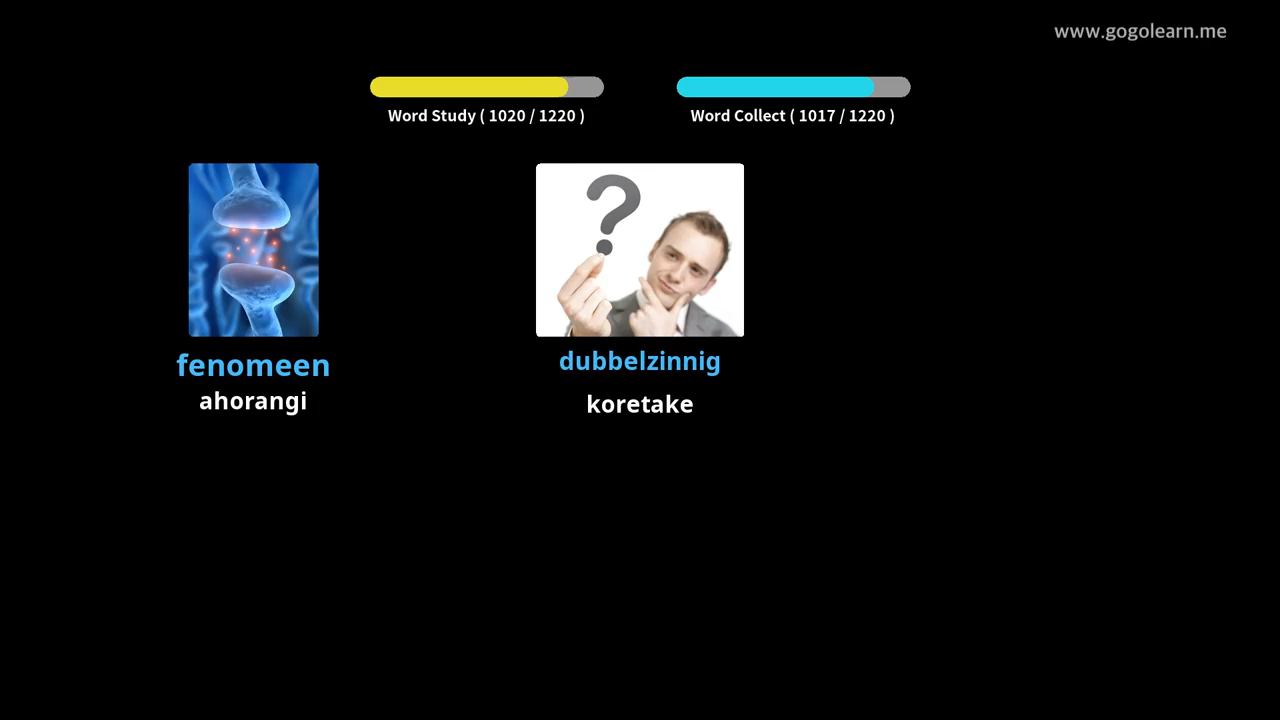 www.gogolearn.me
Word Study ( 1020 / 1220 )
Word Collect ( 1017 / 1220 )
fenomeen
ahorangi
dubbelzinnig
koretake